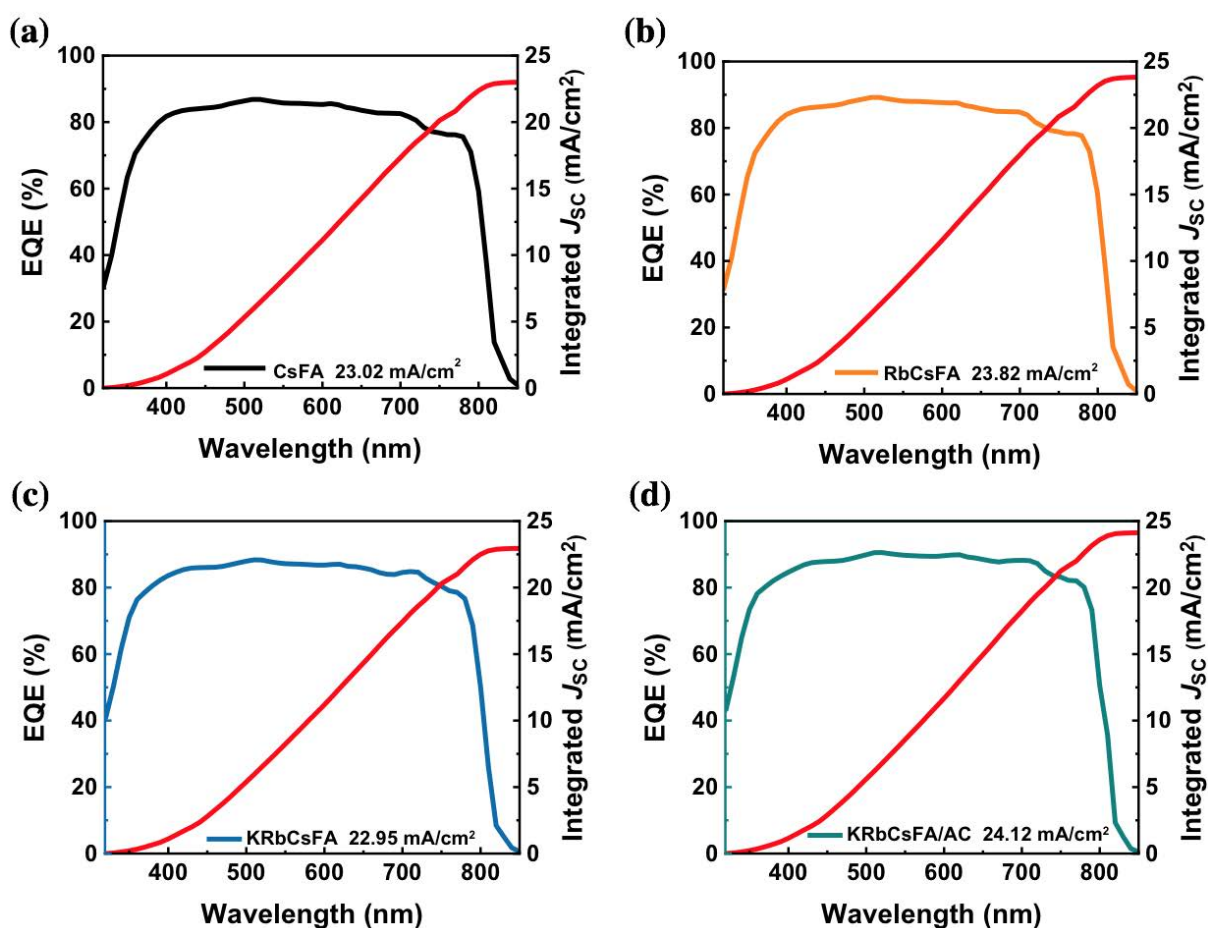 (a)
100
80
60
40
20
0
EQE (%)
25
20
15
10
5
0
Integrated JSC (mA/cm²)
CsFA 23.02 mA/cm²
400 500 600 700 800
Wavelength (nm)
(b)
100
80
60
40
20
0
EQE (%)
25
20
15
10
5
0
Integrated JSC (mA/cm²)
RbCsFA 23.82 mA/cm²
400 500 600 700 800
Wavelength (nm)
(c)
100
80
60
40
20
0
EQE (%)
25
20
15
10
5
0
Integrated JSC (mA/cm²)
KRbCsFA 22.95 mA/cm²
400 500 600 700 800
Wavelength (nm)
(d)
100
80
60
40
20
0
EQE (%)
25
20
15
10
5
0
Integrated JSC (mA/cm²)
KRbCsFA/AC 24.12 mA/cm²
400 500 600 700 800
Wavelength (nm)